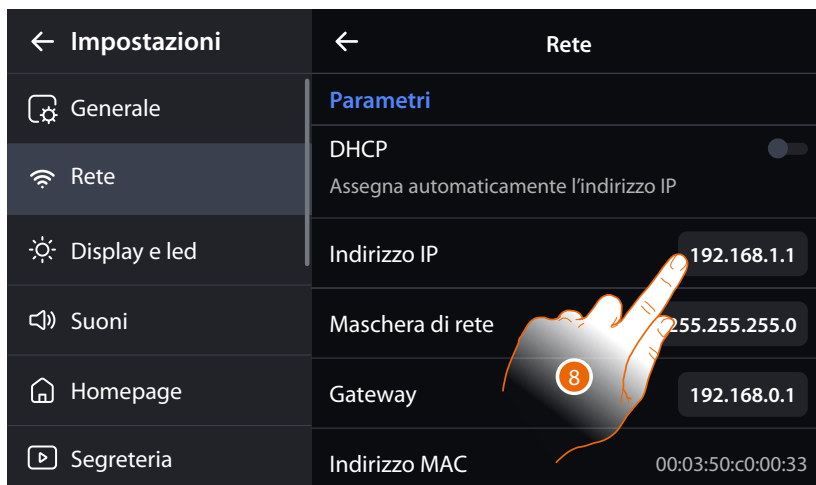 Impostazioni
Generale
Rete
Display e led
Suoni
Homepage
Segreteria
Rete
Parametri
DHCP
Assegna automaticamente l'indirizzo IP
Indirizzo IP
192.168.1.1
Maschera di rete
255.255.255.0
Gateway
192.168.0.1
8
Indirizzo MAC
00:03:50:c0:00:33